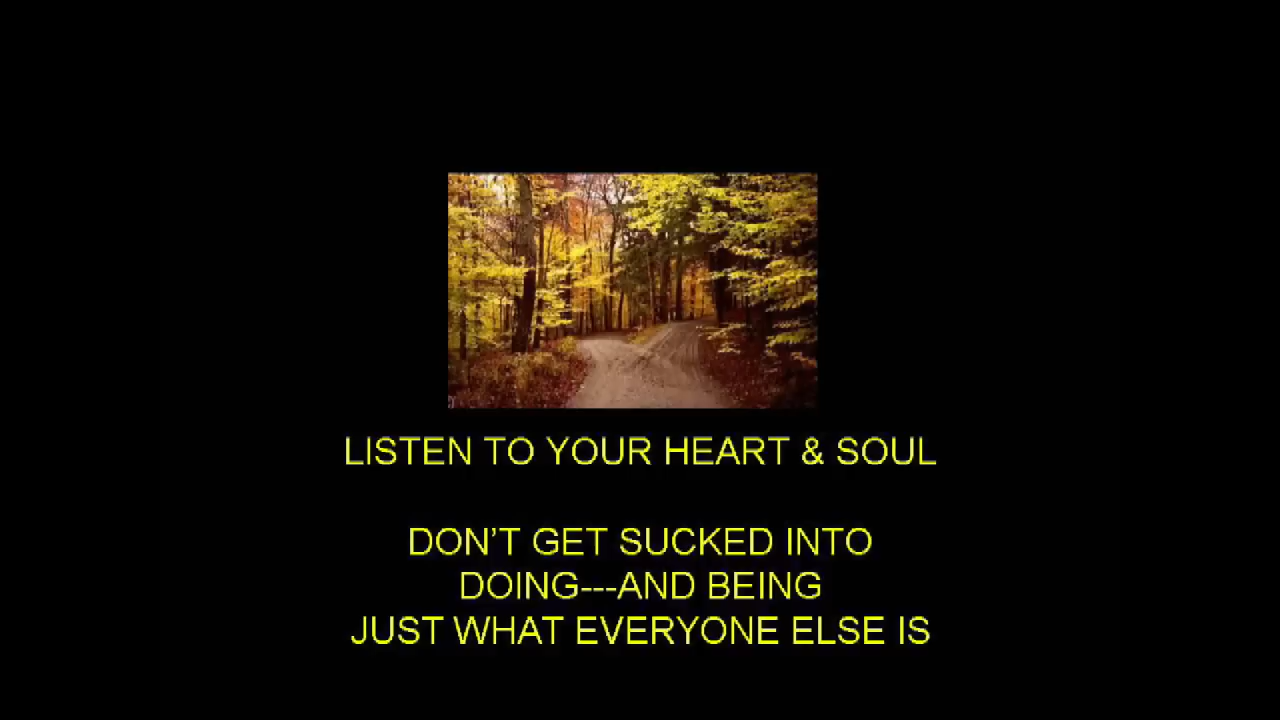 LISTEN TO YOUR HEART & SOUL
DON’T GET SUCKED INTO
DOING---AND BEING
JUST WHAT EVERYONE ELSE IS